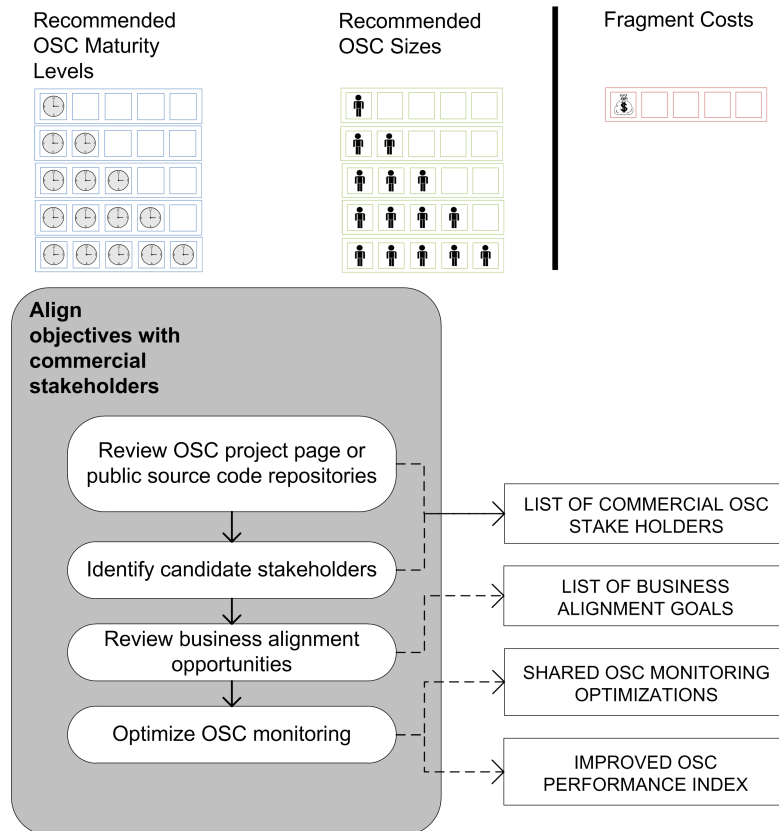 Recommended
OSC Maturity
Levels
Recommended
OSC Sizes
Fragment Costs
$
Align
objectives with
commercial
stakeholders
Review OSC project page or
public source code repositories
Identify candidate stakeholders
Review business alignment
opportunities
Optimize OSC monitoring
LIST OF COMMERCIAL OSC
STAKE HOLDERS
LIST OF BUSINESS
ALIGNMENT GOALS
SHARED OSC MONITORING
OPTIMIZATIONS
IMPROVED OSC
PERFORMANCE INDEX